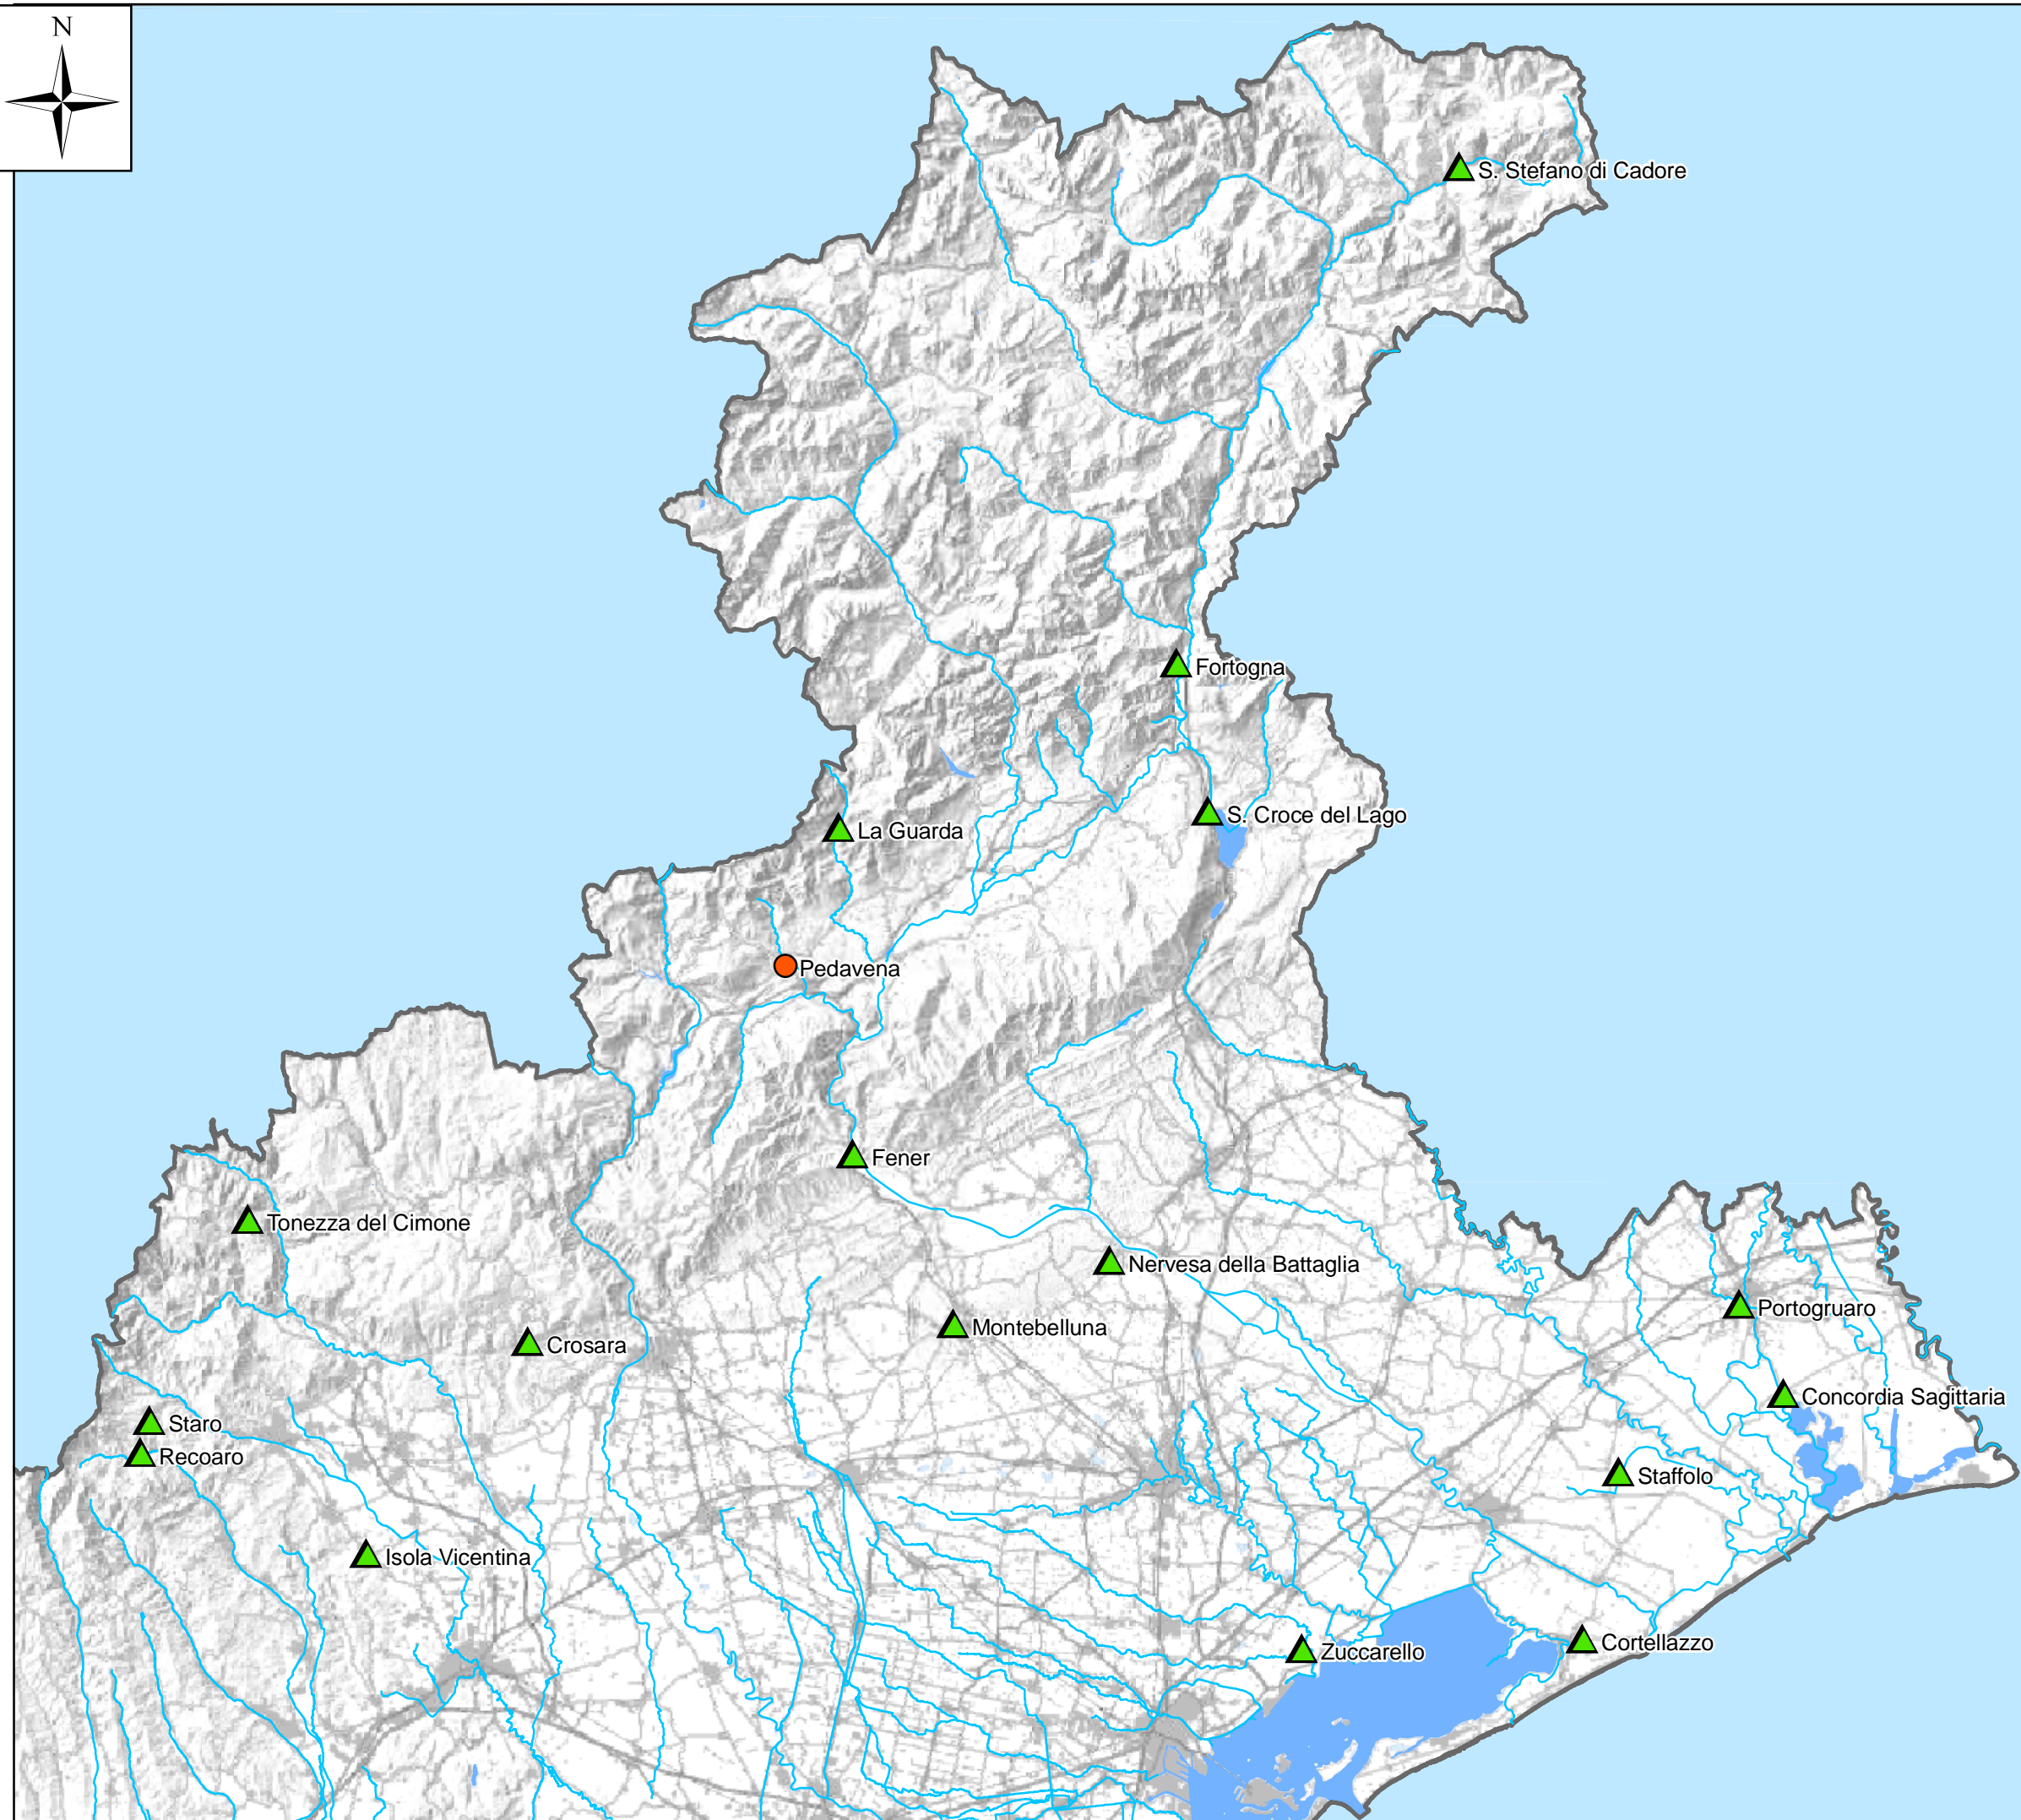 N
S. Stefano di Cadore
Fortogna
S. Croce del Lago
La Guarda
Pedavena
Fener
Tonezza del Cimone
Nervesa della Battaglia
Portogruaro
Montebelluna
Crosara
Concordia Sagittaria
Staro
Recoaro
Staffolo
Isola Vicentina
Cortellazzo
Zuccarello